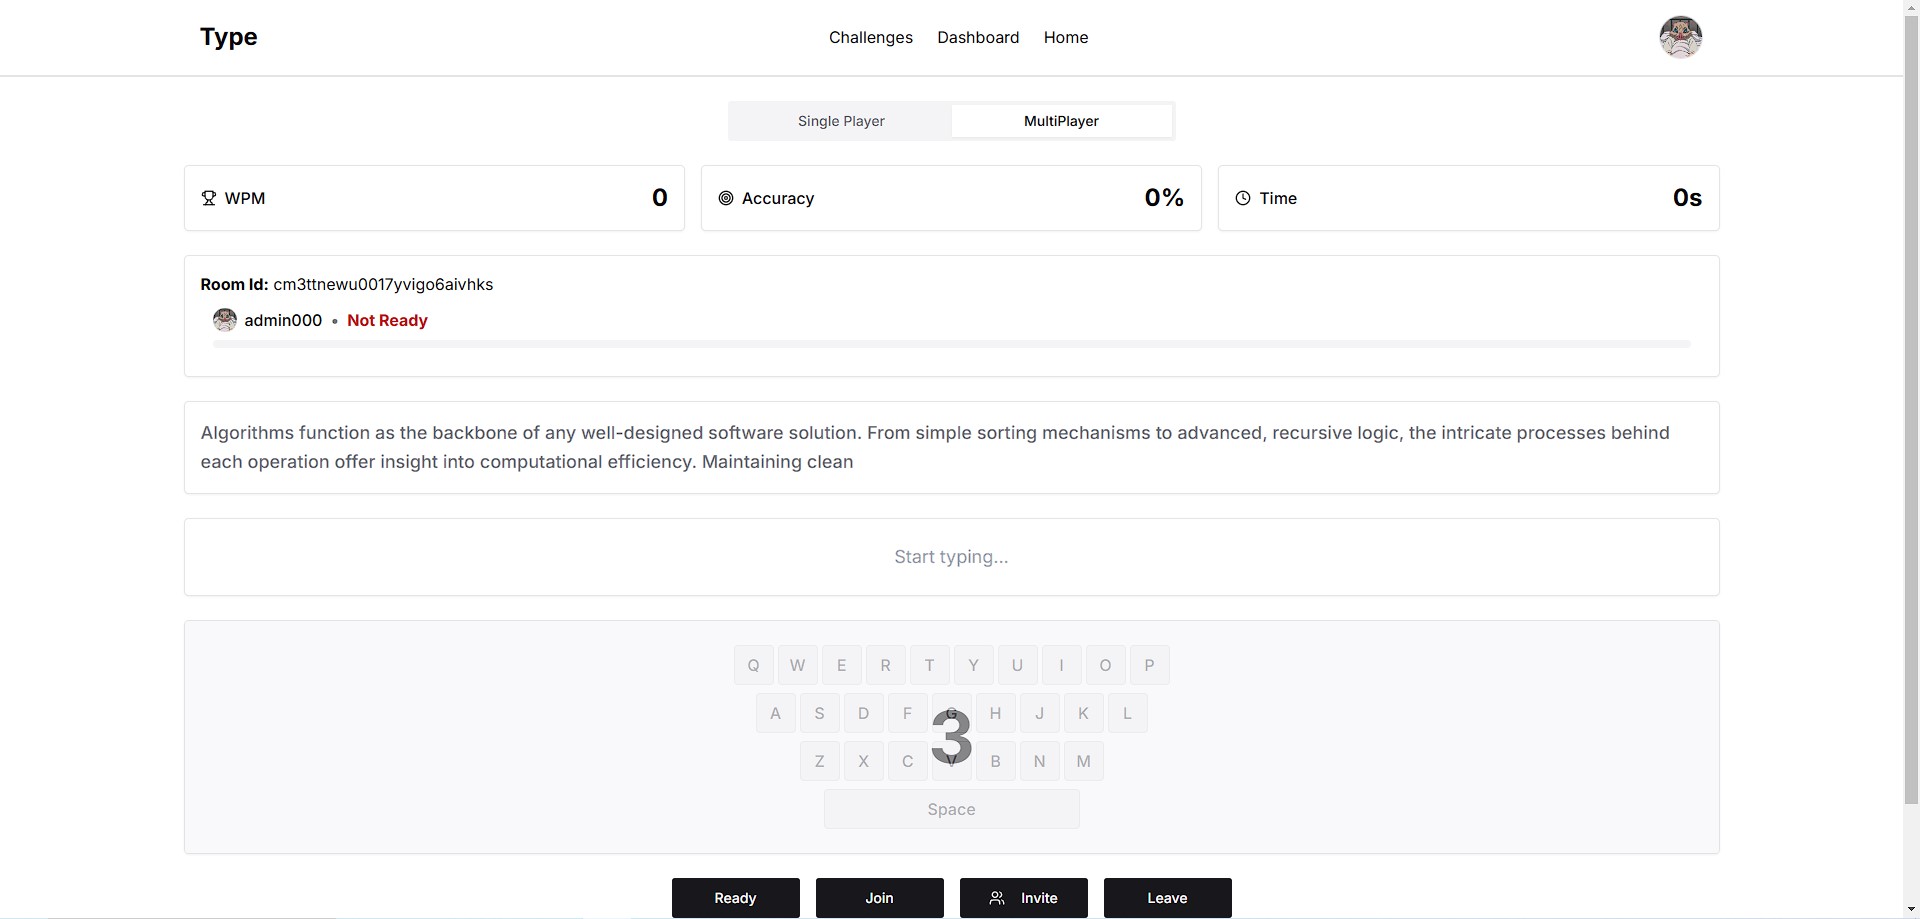 Type
Challenges Dashboard Home
Single Player MultiPlayer
WPM 0 Accuracy 0% Time 0s
Room Id: cm3ttnewu0017yvigo6aivhks
admin000 • Not Ready
Algorithms function as the backbone of any well-designed software solution. From simple sorting mechanisms to advanced, recursive logic, the intricate processes behind
each operation offer insight into computational efficiency. Maintaining clean
Start typing...
Q W E R T Y U I O P
A S D F G H J K L
3
Z X C V B N M
Space
Ready Join Invite Leave